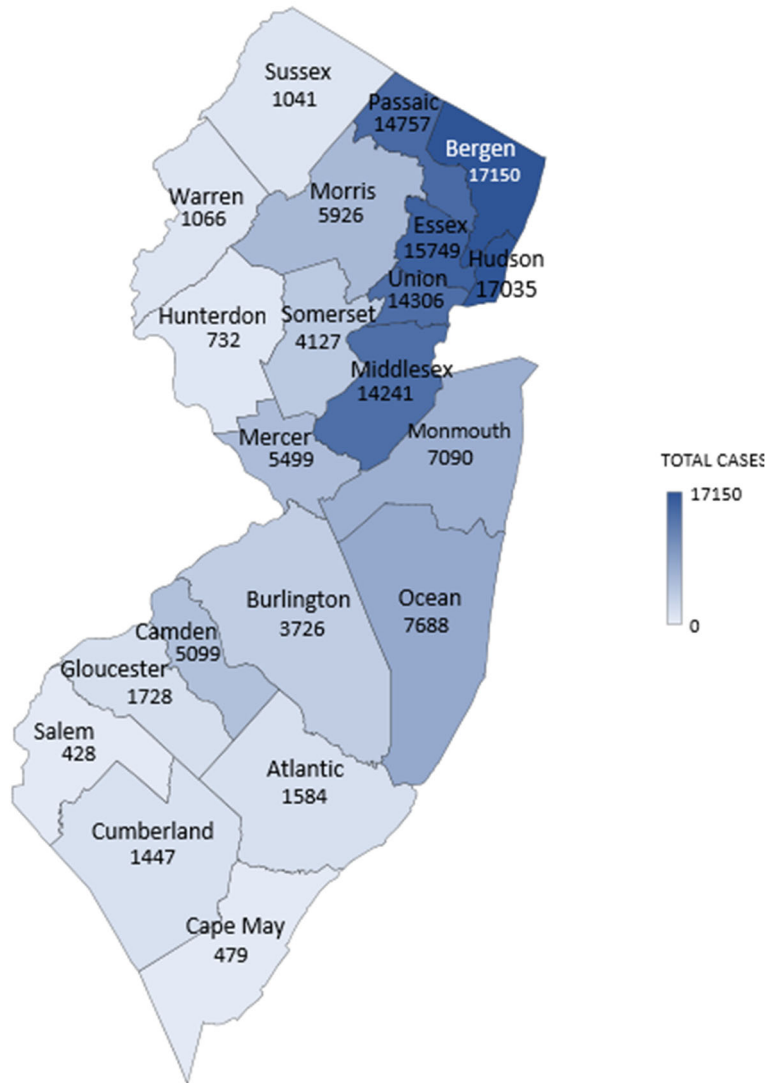 Sussex
1041
Passaic
14757
Bergen
17150
Warren
1066
Morris
5926
Essex
15749
Hudson
17035
Union
14306
Hunterdon
732
Somerset
4127
Middlesex
14241
Mercer
5499
Monmouth
7090
TOTAL CASES
17150
0
Burlington
3726
Ocean
7688
Camden
5099
Gloucester
1728
Salem
428
Atlantic
1584
Cumberland
1447
Cape May
479